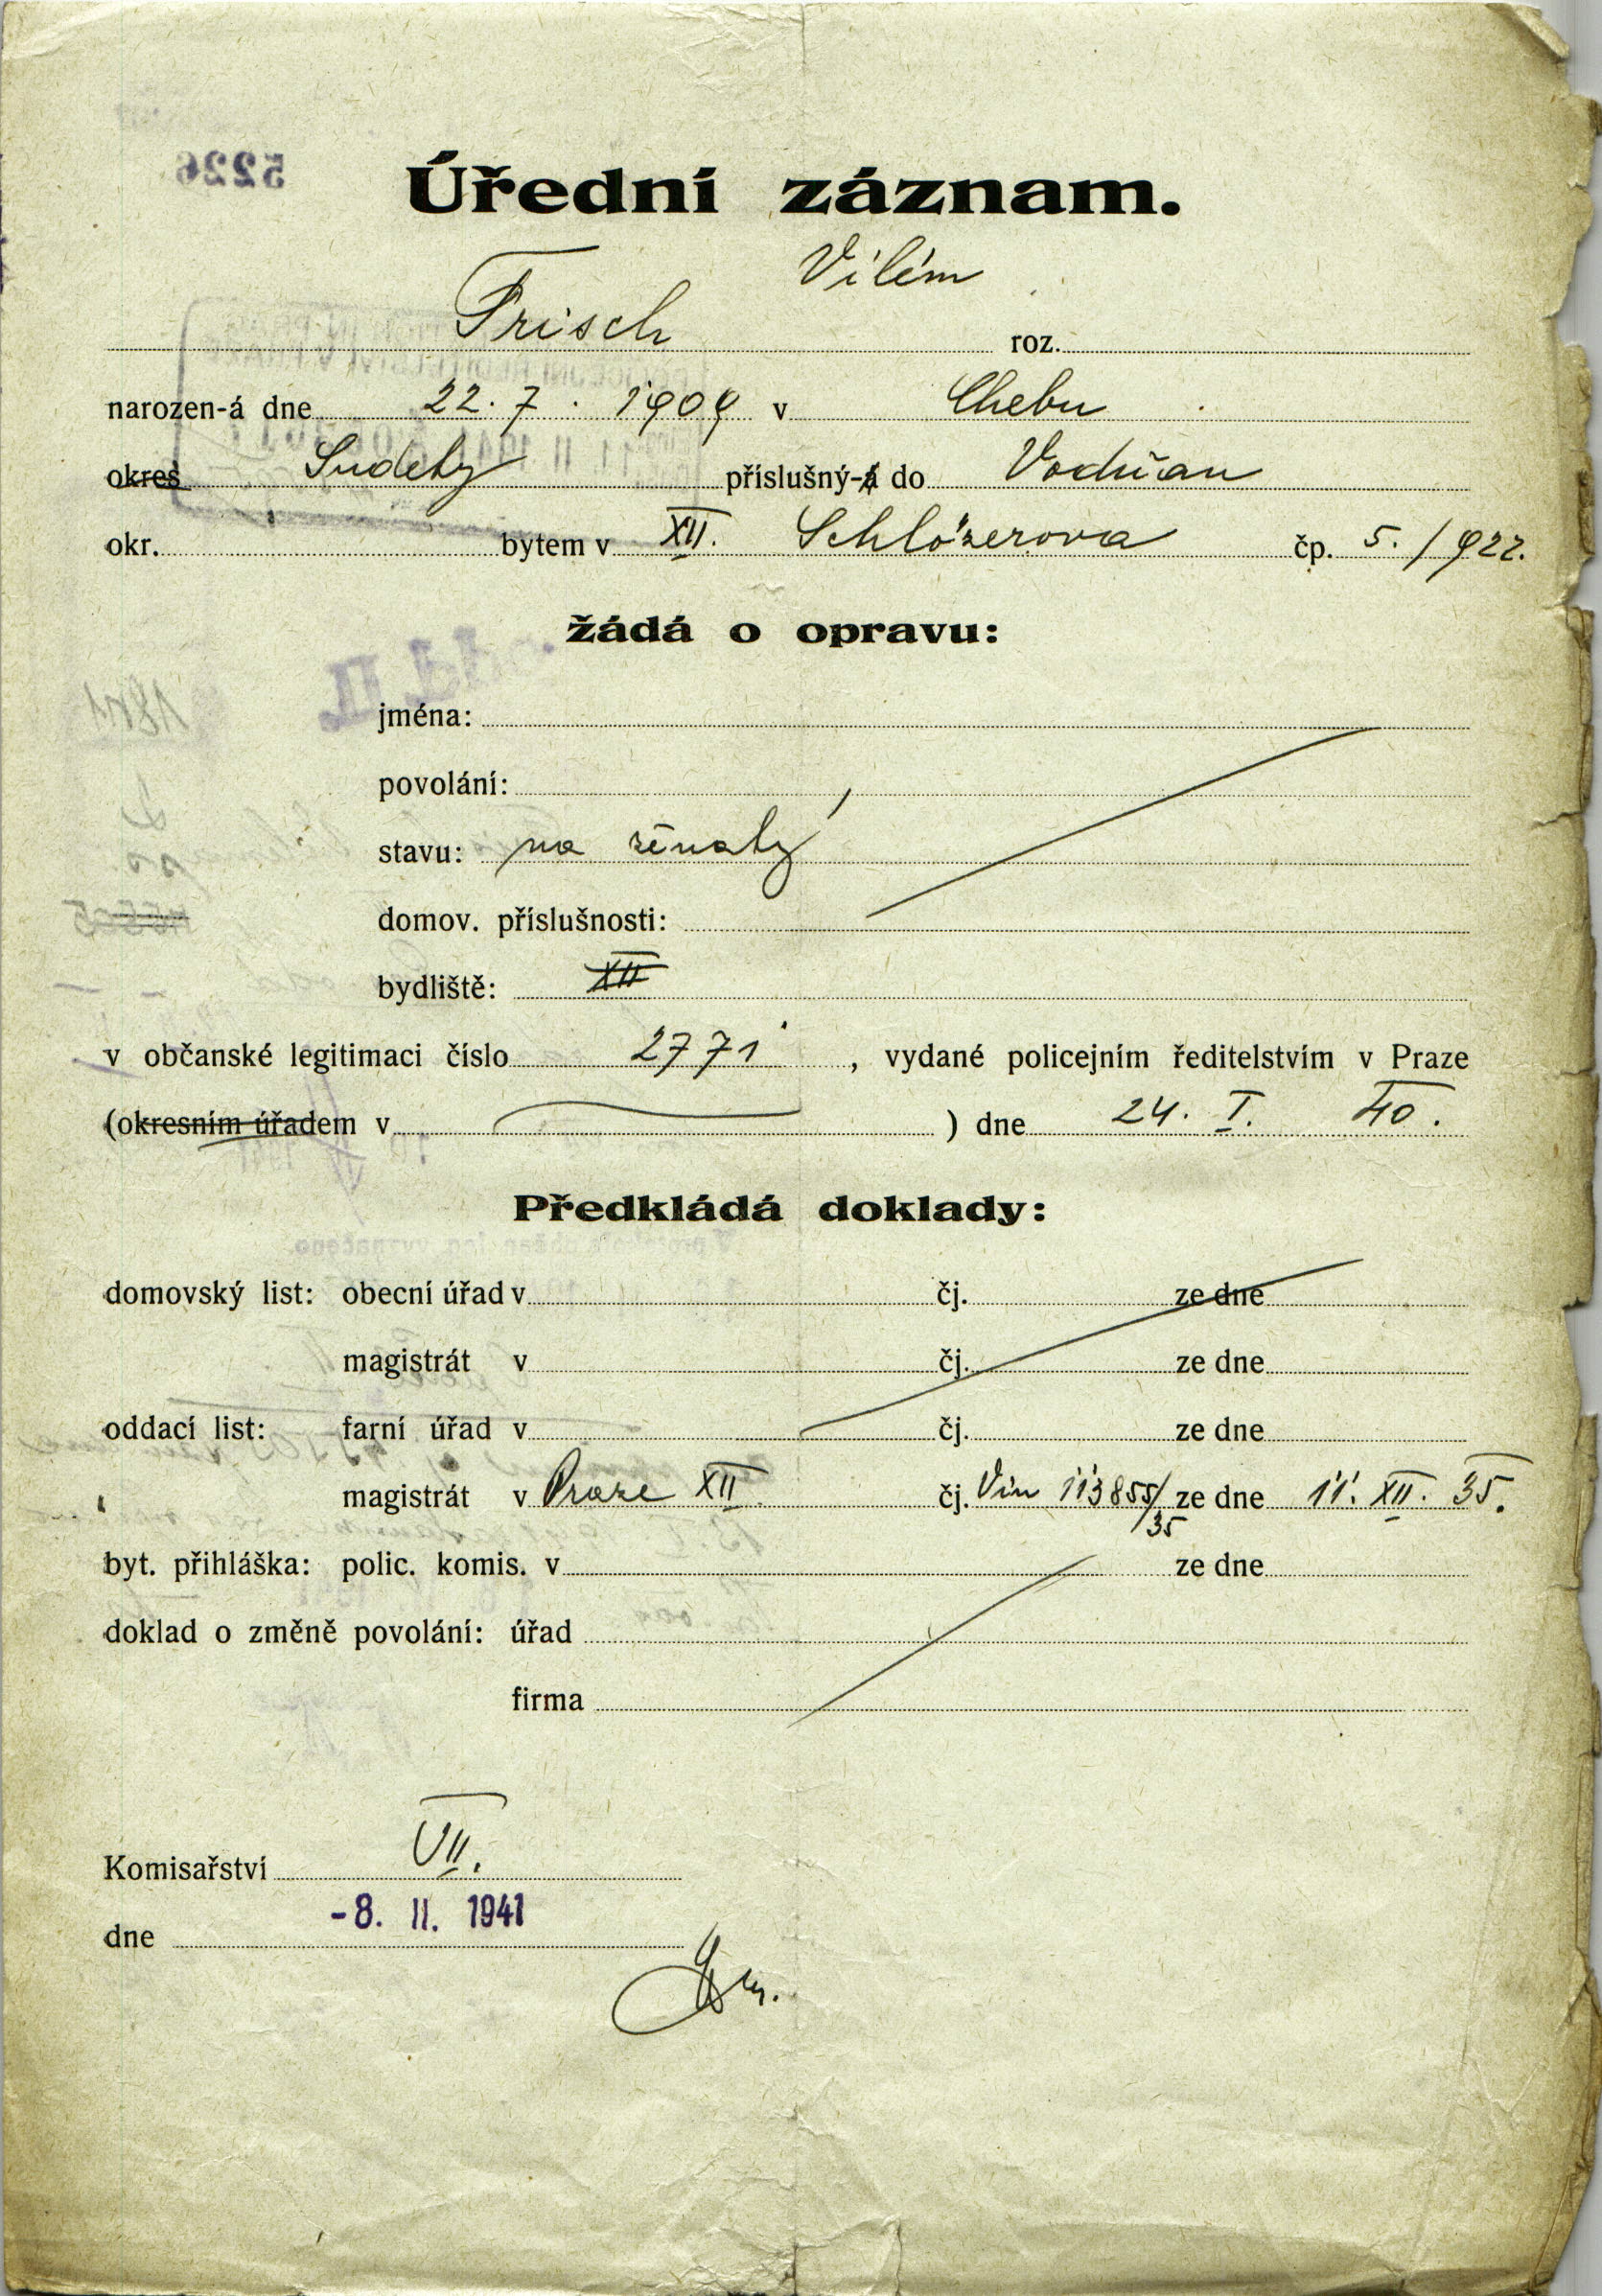 Úřední záznam.
Vilém
Frisch roz.
narozen-á dne 22. 7. 1909 v Chebu
okres Sudety příslušný-á do Vodňan
okr. bytem v XII. Schlözerova čp. 5./922.
žádá o opravu:
jména:
povolání:
stavu: na ženatý
domov. příslušnosti:
bydliště: XII
v občanské legitimaci číslo 2771, vydané policejním ředitelstvím v Praze
(okresním úřadem v ) dne 24. I. 40.
Předkládá doklady:
domovský list: obecní úřad v čj. ze dne
magistrát v čj. ze dne
oddací list: farní úřad v čj. ze dne
magistrát v Praze XII. čj. Vin 113855/35 ze dne 11. XII. 35.
byt. přihláška: polic. komis. v ze dne
doklad o změně povolání: úřad
firma
Komisařství VII.
dne -8. II. 1941